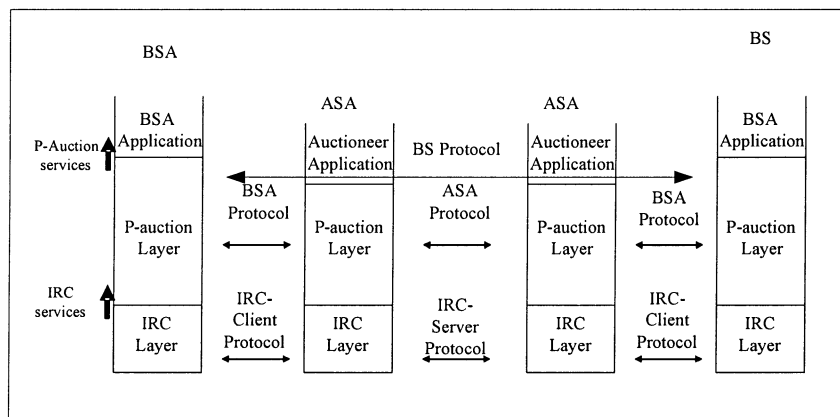 BSA
BS
ASA
ASA
BSA
Application
Auctioneer
Application
BS Protocol
Auctioneer
Application
BSA
Application
P-Auction
services
BSA
Protocol
ASA
Protocol
BSA
Protocol
P-auction
Layer
P-auction
Layer
P-auction
Layer
P-auction
Layer
IRC
services
IRC-
Client
Protocol
IRC-
Server
Protocol
IRC-
Client
Protocol
IRC
Layer
IRC
Layer
IRC
Layer
IRC
Layer